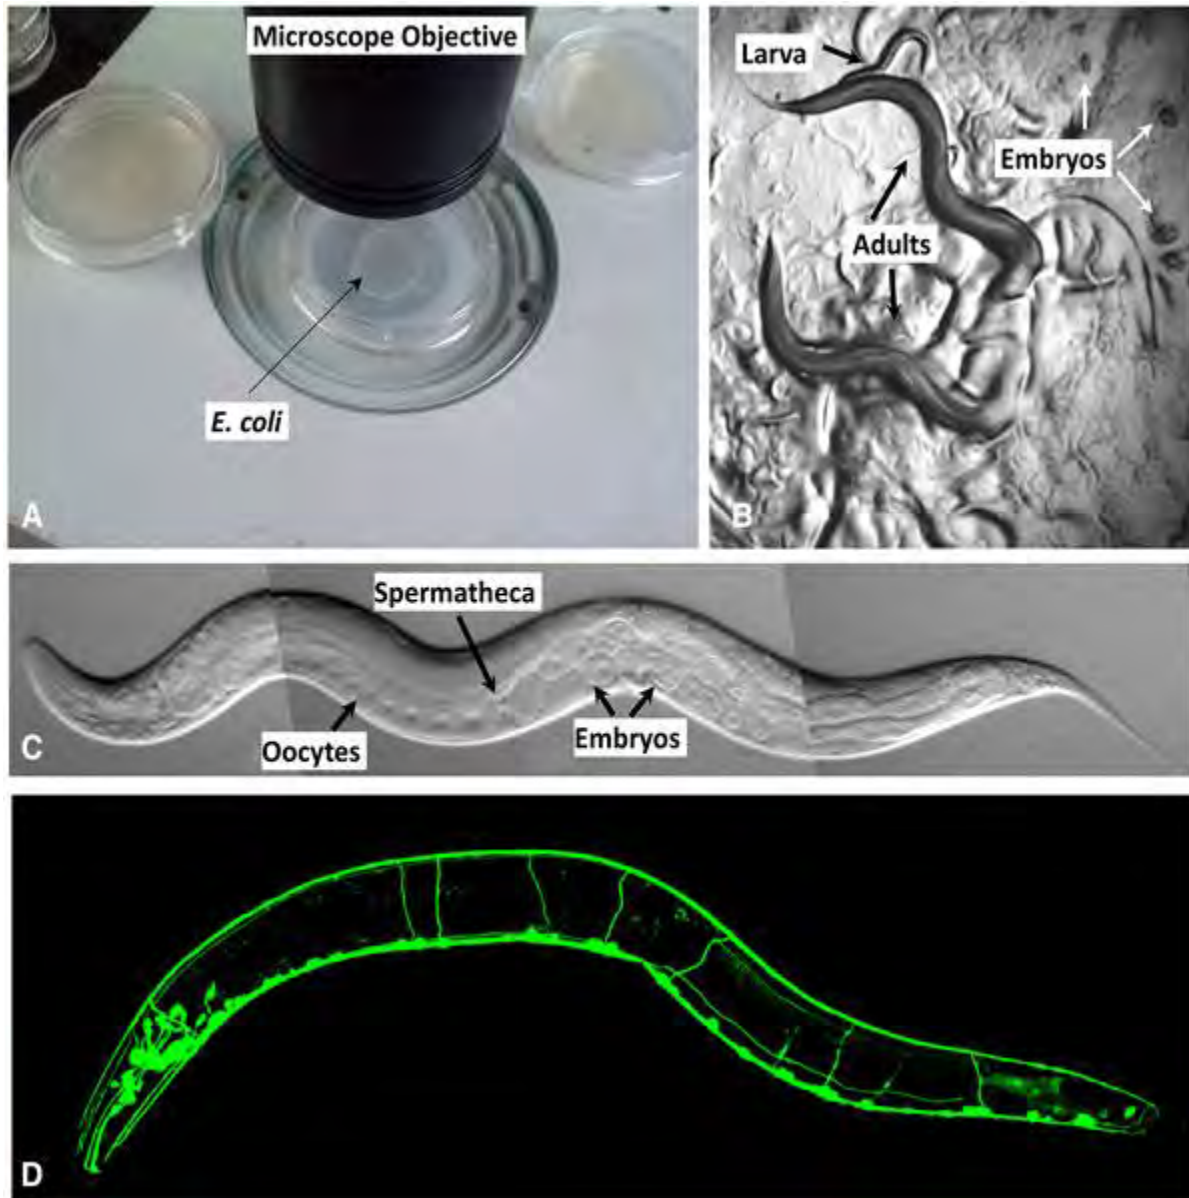 Microscope Objective
E. coli
A
Larva
Embryos
Adults
B
Spermatheca
Oocytes
Embryos
C
D